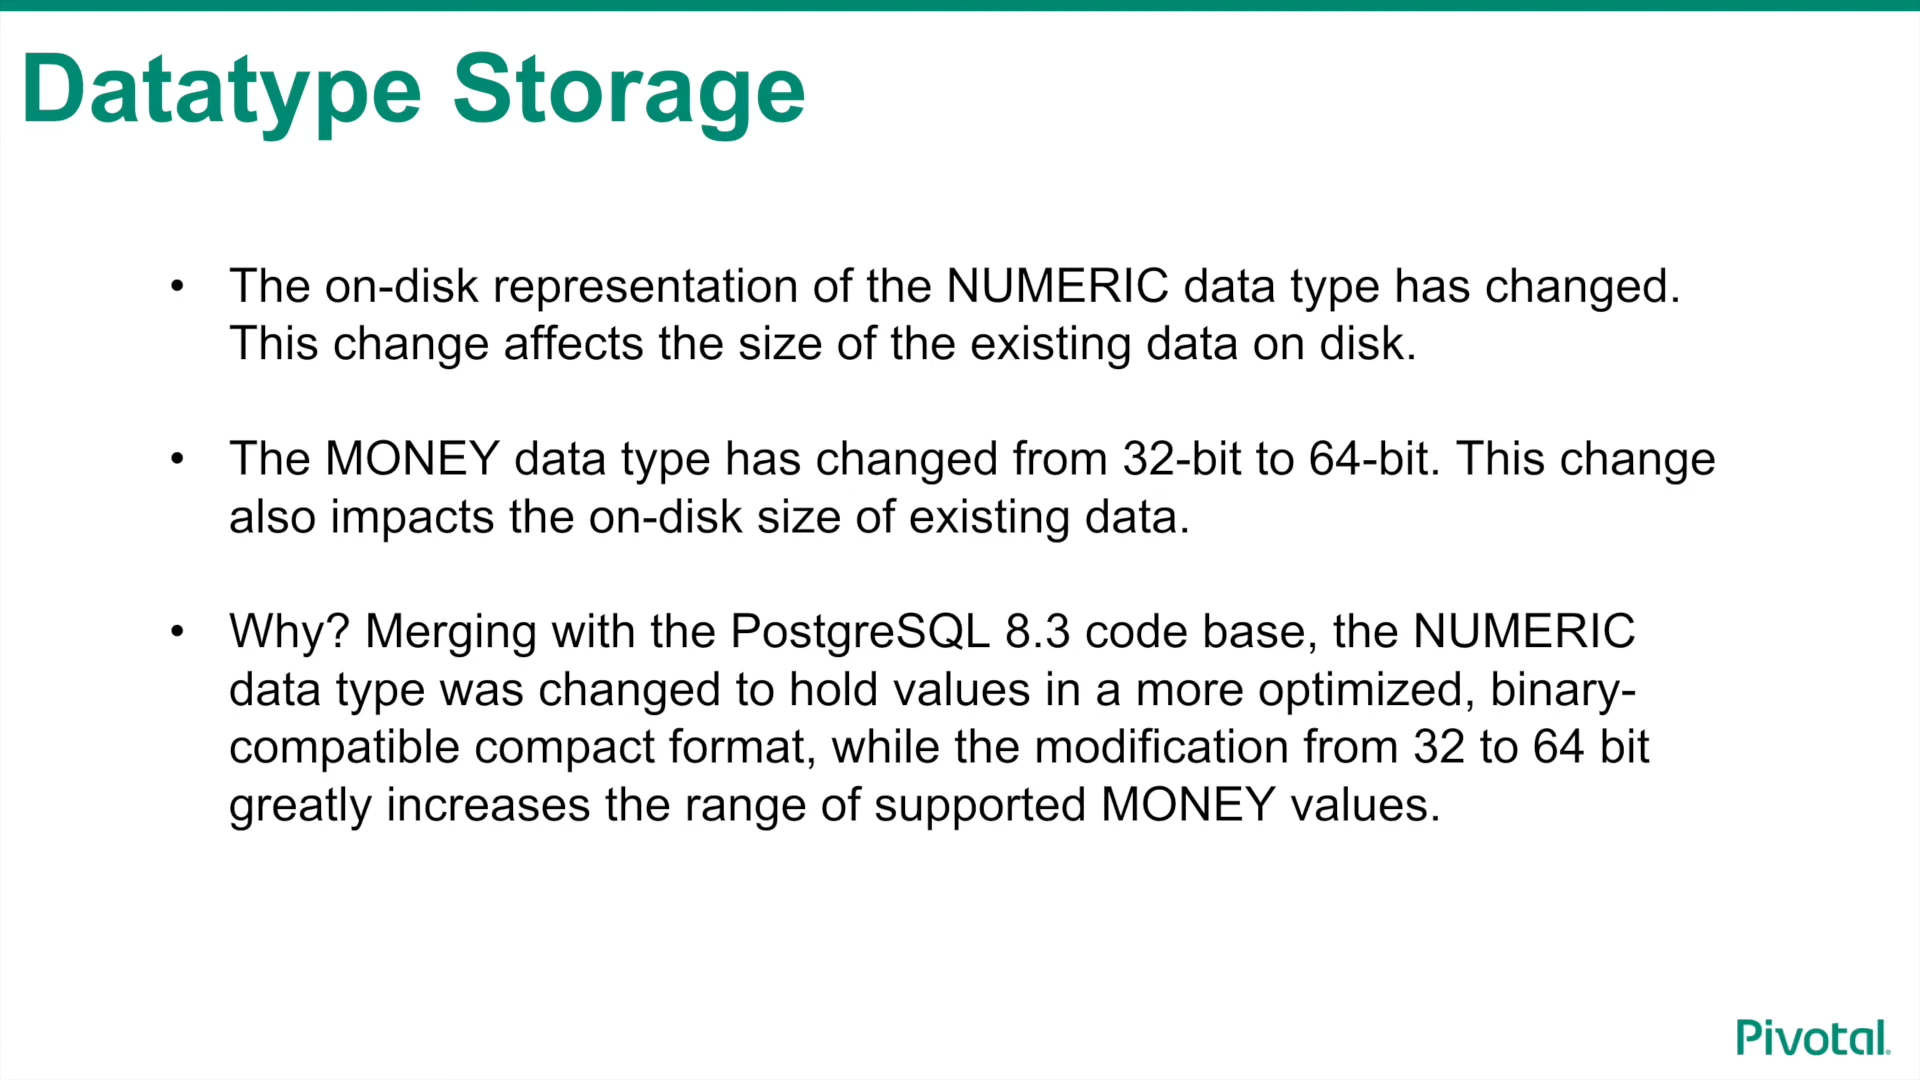 Datatype Storage
• The on-disk representation of the NUMERIC data type has changed.
This change affects the size of the existing data on disk.
• The MONEY data type has changed from 32-bit to 64-bit. This change
also impacts the on-disk size of existing data.
• Why? Merging with the PostgreSQL 8.3 code base, the NUMERIC
data type was changed to hold values in a more optimized, binary-
compatible compact format, while the modification from 32 to 64 bit
greatly increases the range of supported MONEY values.
Pivotal.